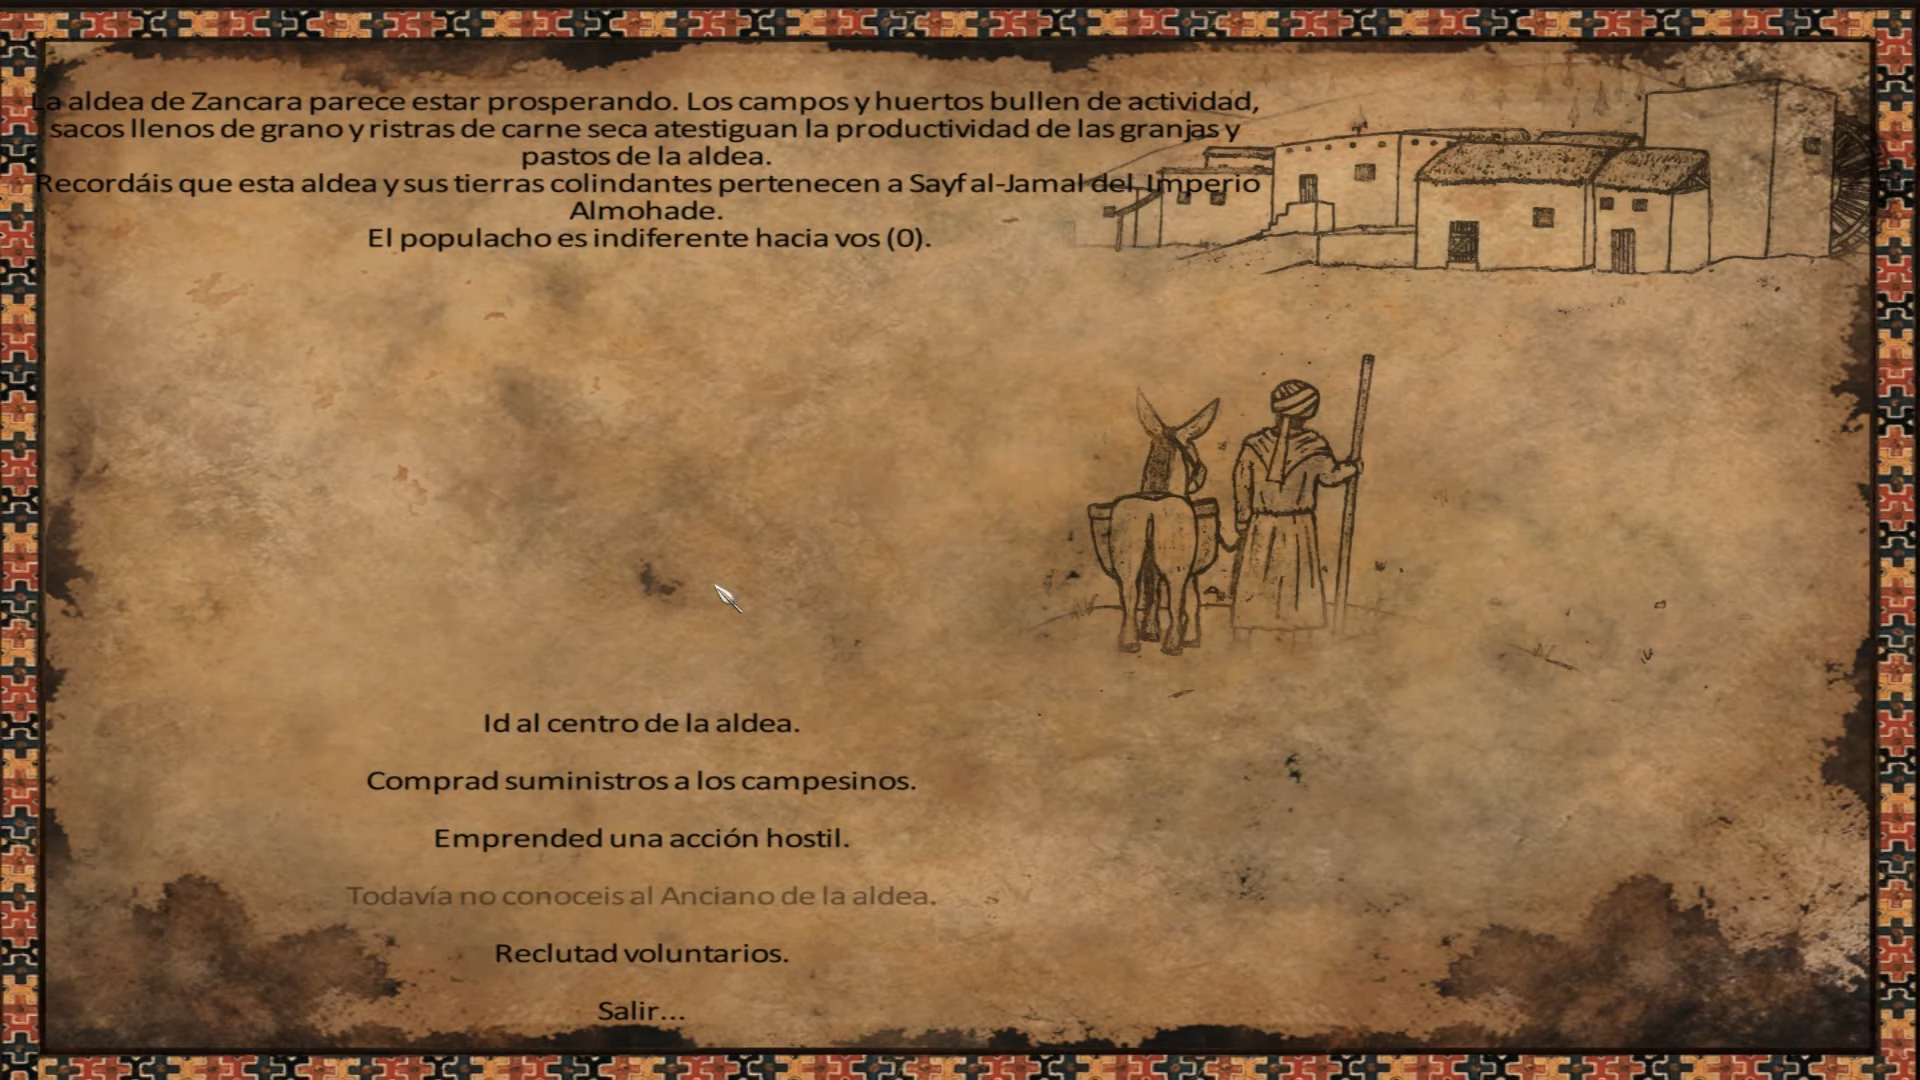 La aldea de Zancara parece estar prosperando. Los campos y huertos bullen de actividad,
sacos llenos de grano y ristras de carne seca atestiguan la productividad de las granjas y
pastos de la aldea.
Recordáis que esta aldea y sus tierras colindantes pertenecen a Sayf al-Jamal del Imperio
Almohade.
El populacho es indiferente hacia vos (0).
Id al centro de la aldea.
Comprad suministros a los campesinos.
Emprended una acción hostil.
Todavía no conoceis al Anciano de la aldea.
Reclutad voluntarios.
Salir...